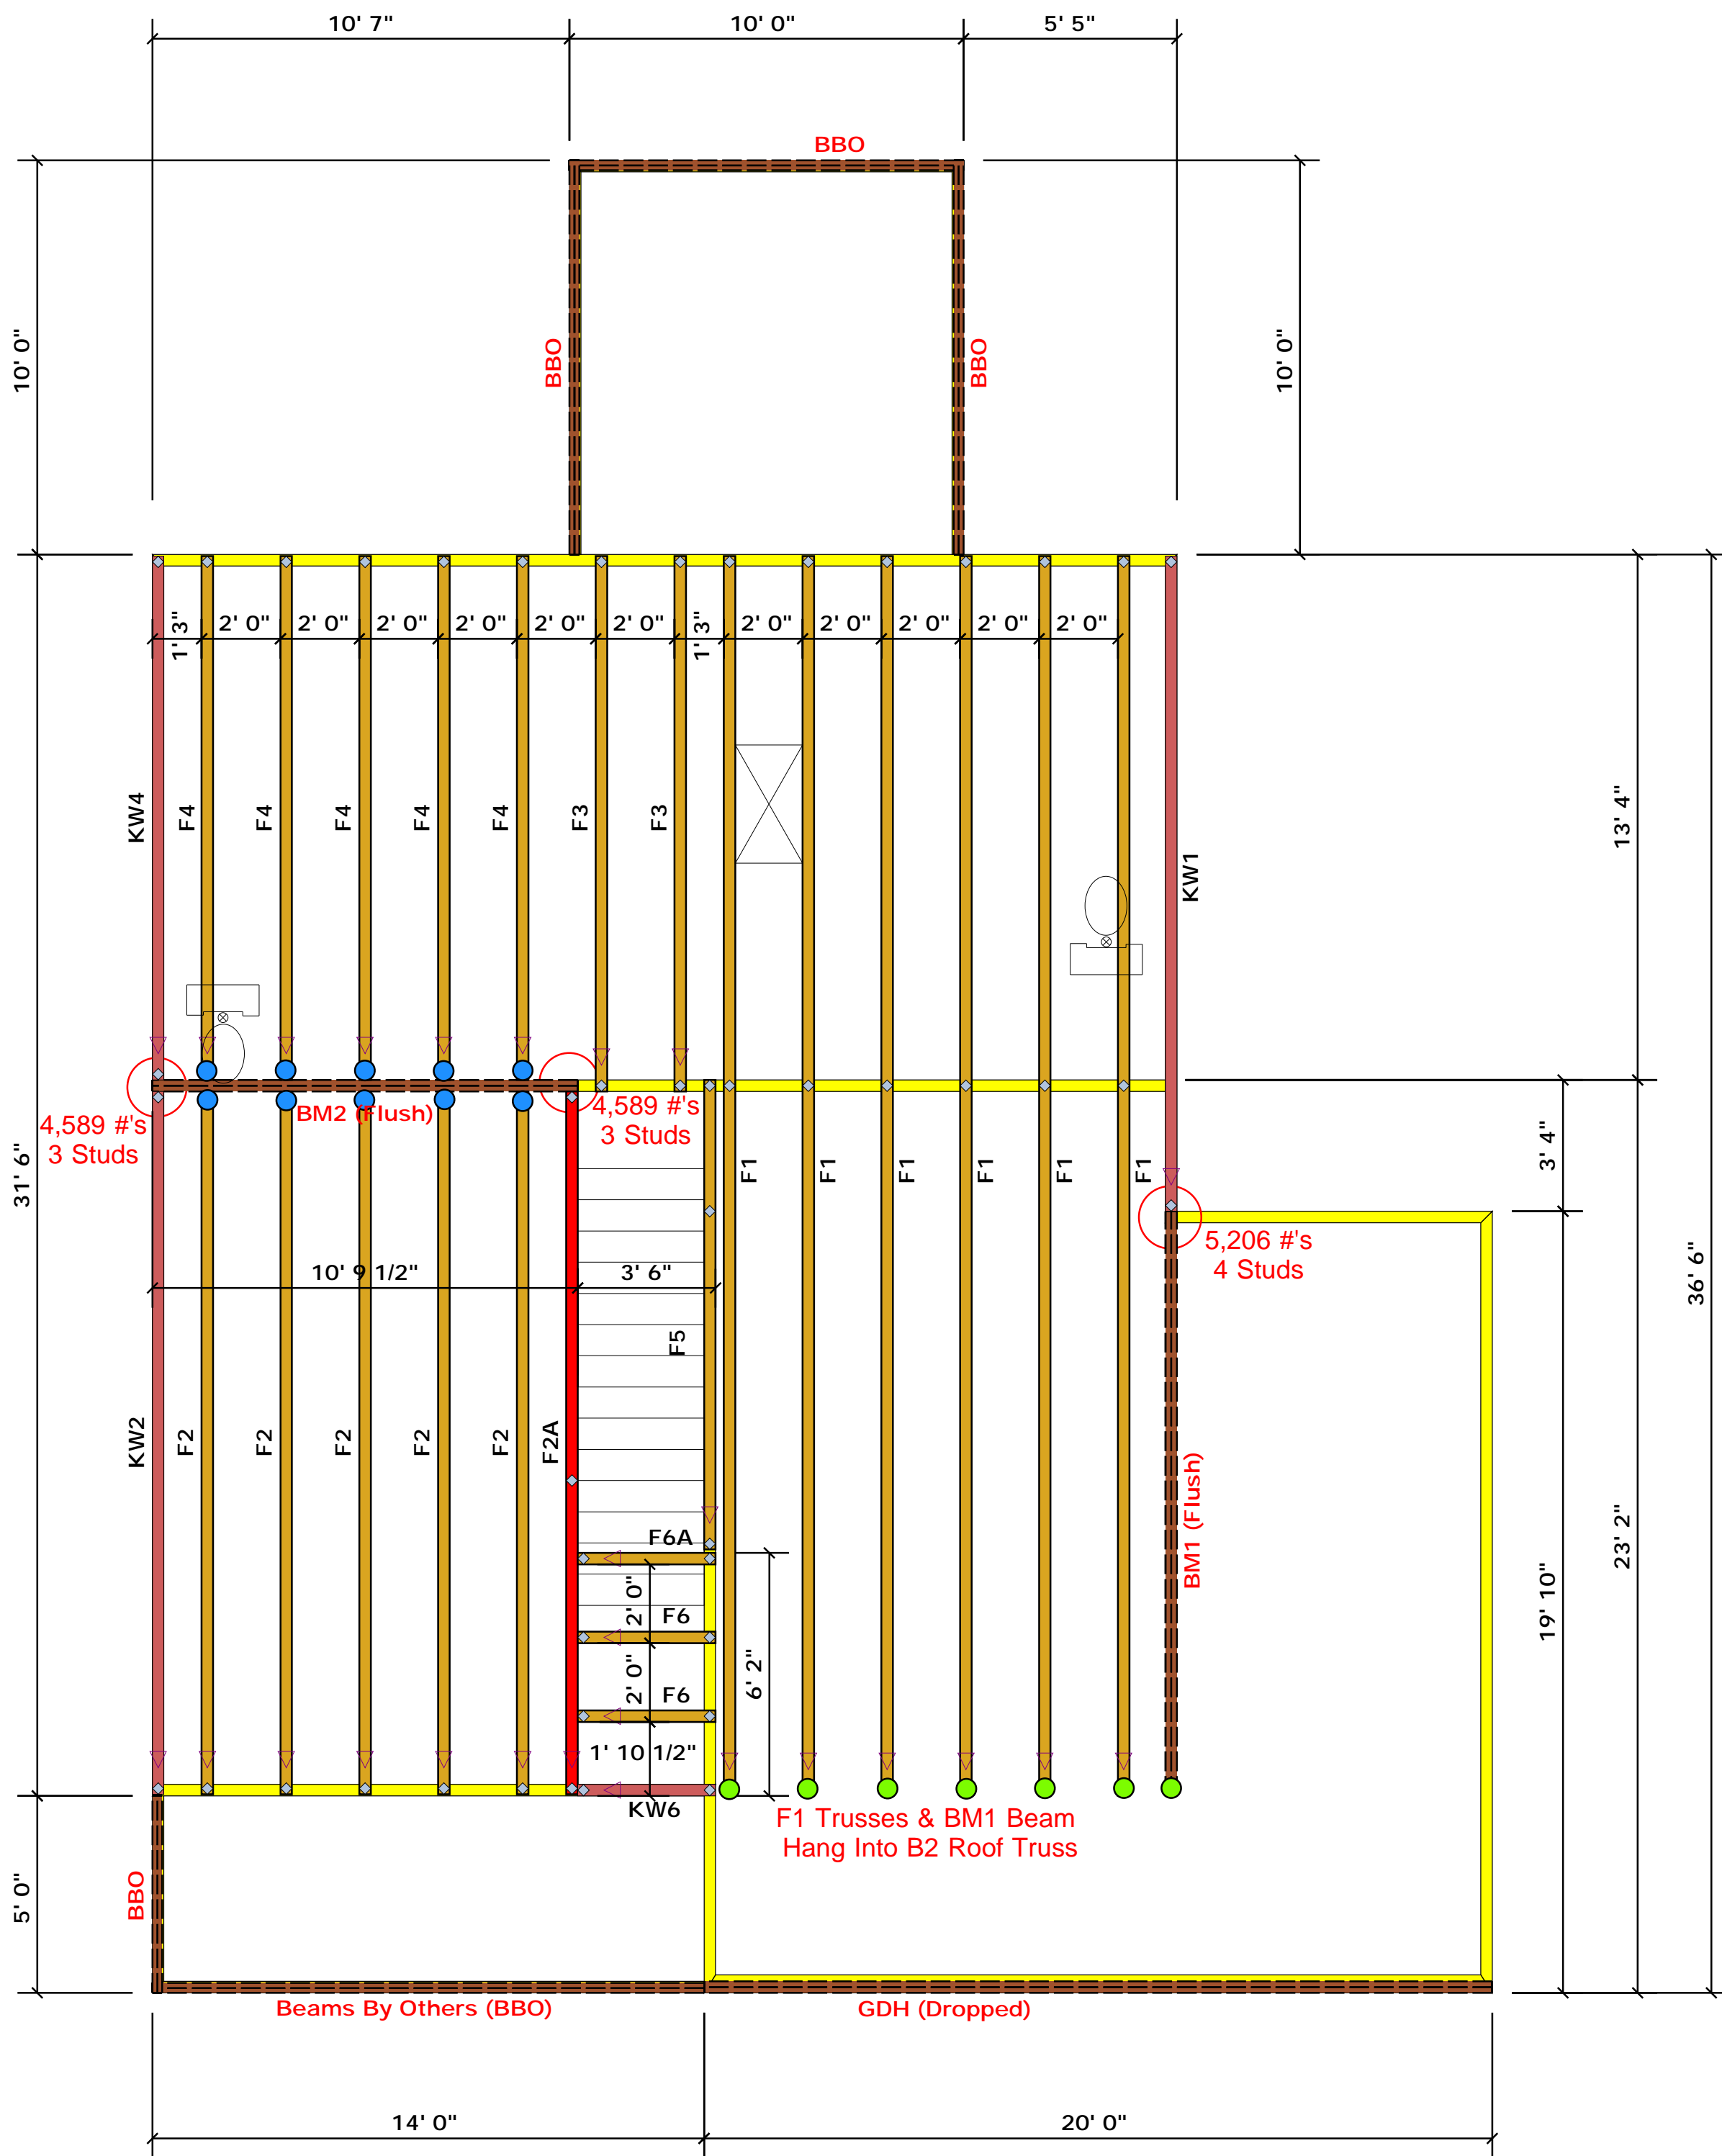 10' 7"
10' 0"
5' 5"
BBO
10' 0"
BBO
BBO
10' 0"
1' 3"
2' 0"
2' 0"
2' 0"
2' 0"
2' 0"
2' 0"
1' 3"
2' 0"
2' 0"
2' 0"
2' 0"
2' 0"
KW4
F4
F4
F4
F4
F4
F3
F3
KW1
13' 4"
4,589 #'s
3 Studs
BM2 (Flush)
4,589 #'s
3 Studs
31' 6"
F1
F1
F1
F1
F1
F1
3' 4"
5,206 #'s
4 Studs
36' 6"
10' 9 1/2"
3' 6"
F5
KW2
F2
F2
F2
F2
F2
F2A
BM1 (Flush)
23' 2"
19' 10"
F6A
2' 0"
F6
2' 0"
6' 2"
F6
1' 10 1/2"
KW6
F1 Trusses & BM1 Beam
Hang Into B2 Roof Truss
5' 0"
BBO
Beams By Others (BBO)
GDH (Dropped)
14' 0"
20' 0"